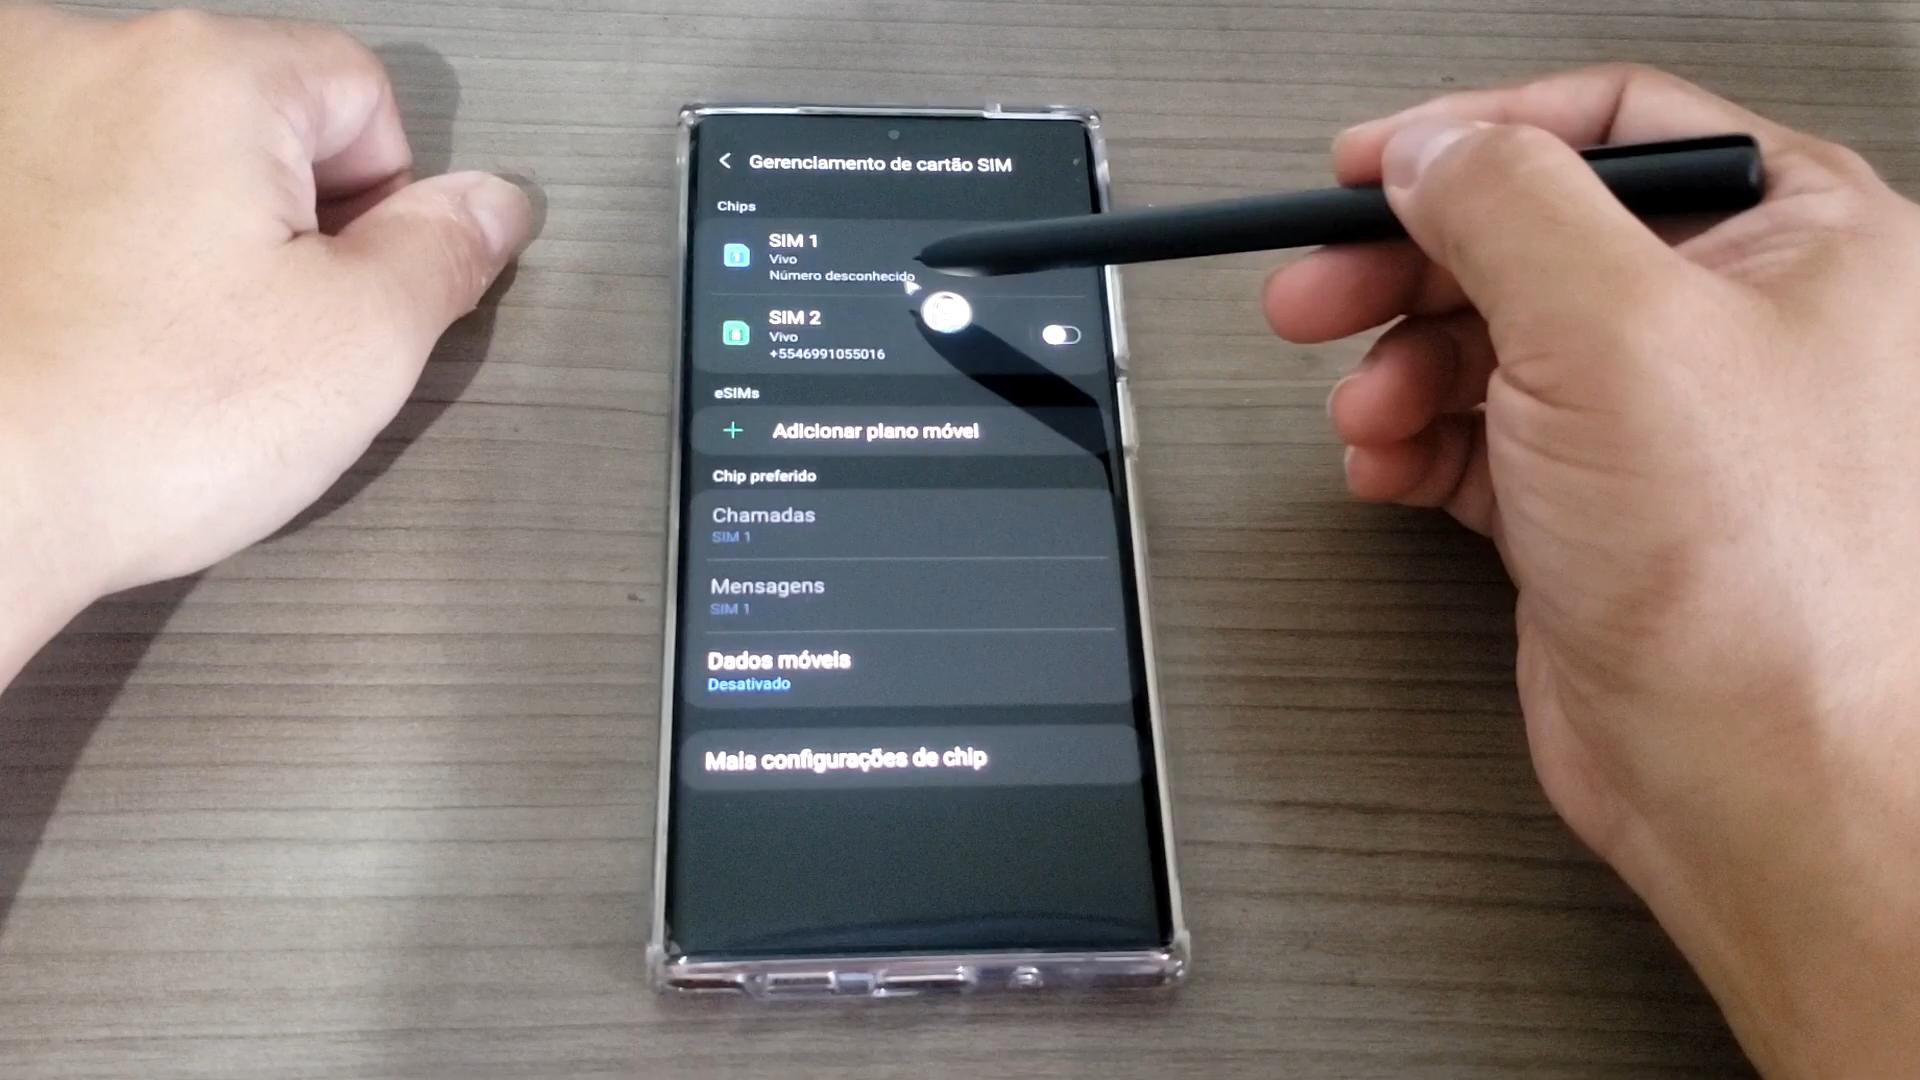 Gerenciamento de cartão SIM
Chips
SIM 1
Vivo
Número desconhecido
SIM 2
Vivo
+5546991055016
eSIMs
Adicionar plano móvel
Chip preferido
Chamadas
SIM 1
Mensagens
SIM 1
Dados móveis
Desativado
Mais configurações de chip